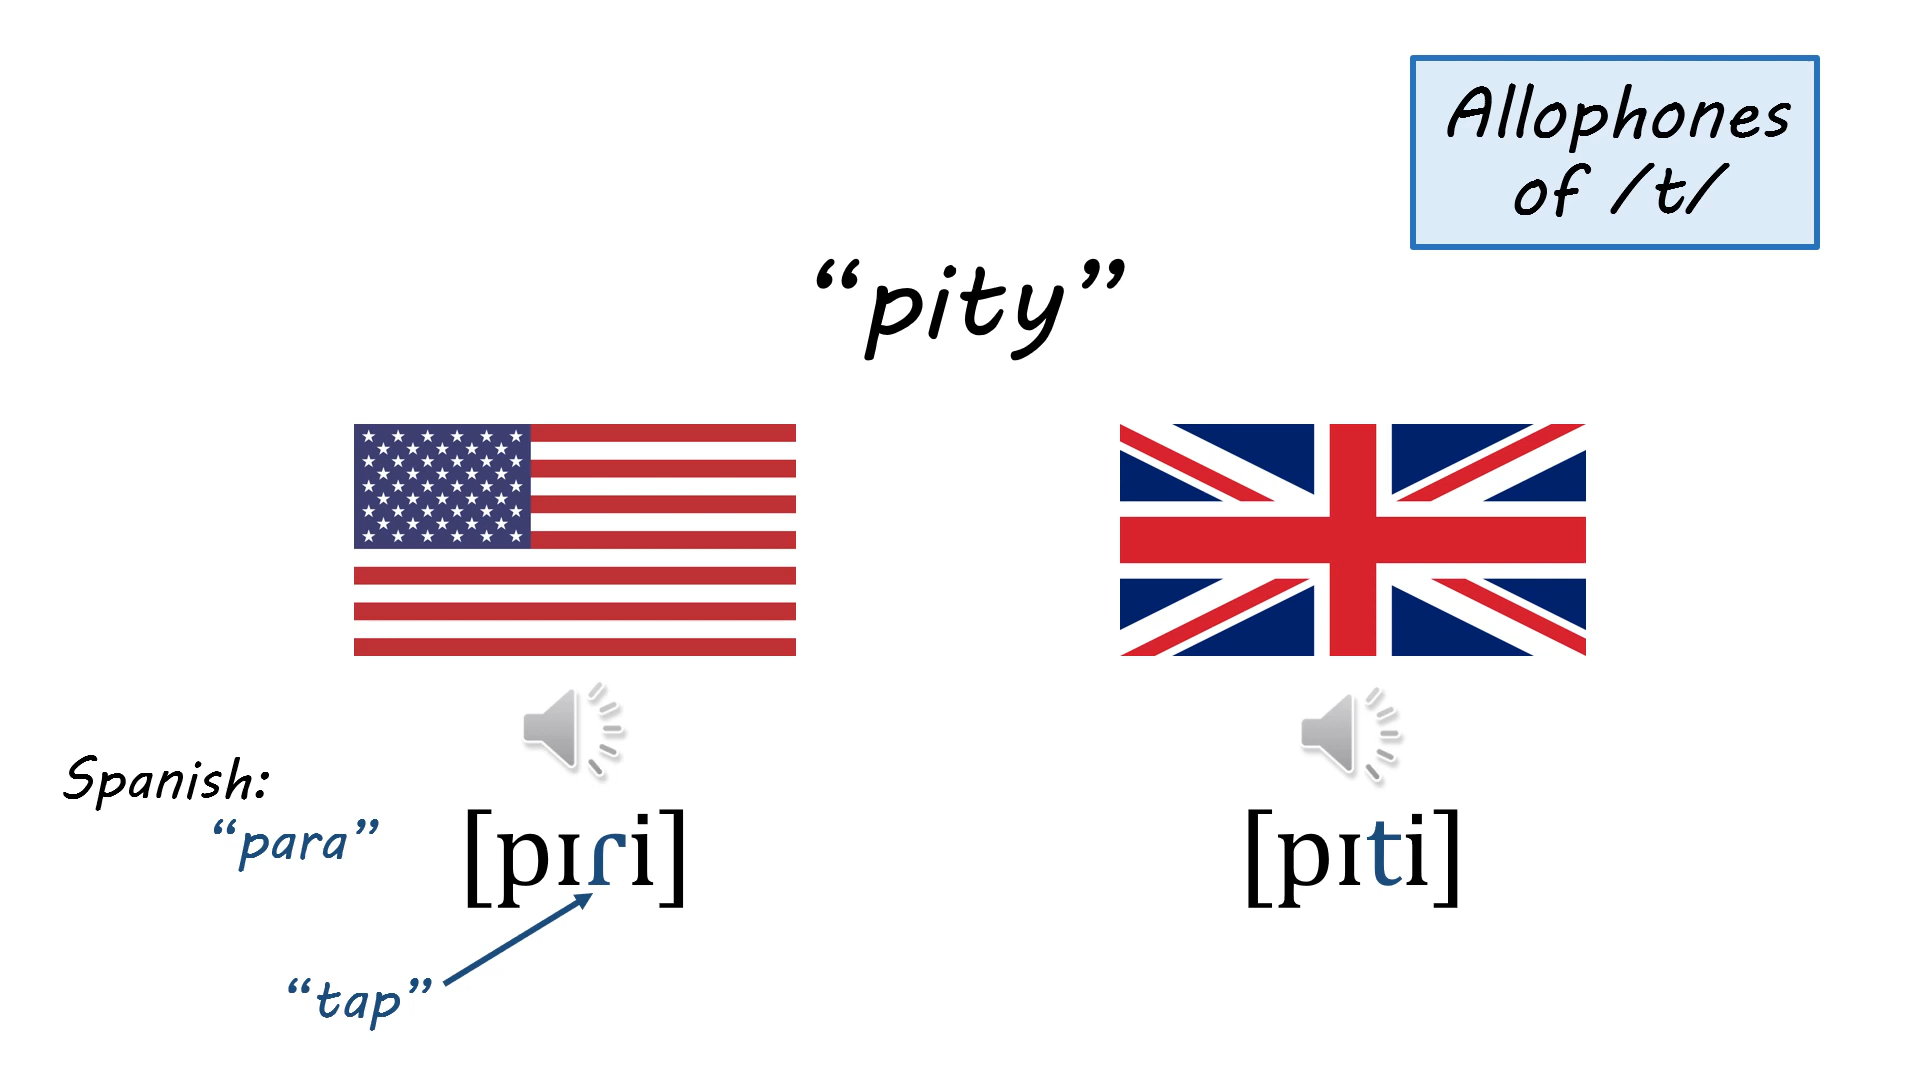 Allophones
of /t/
“pity”
Spanish:
“para”
[pɪɾi]
[pɪti]
“tap”